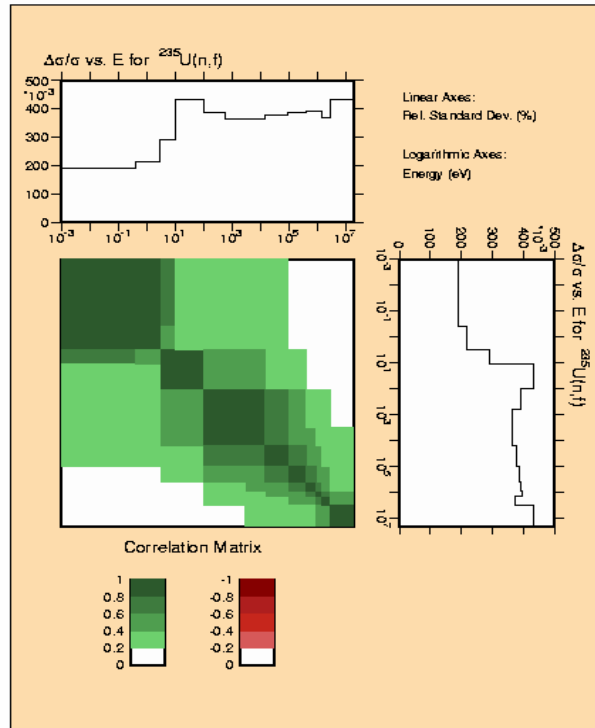 Δσ/σ vs. E for ²³⁵U(n,f)
500
*10⁻³
400
300
200
100
0
10⁻³ 10⁻¹ 10¹ 10³ 10⁵ 10⁷
Linear Axes:
Rel. Standard Dev. (%)
Logarithmic Axes:
Energy (eV)
Δσ/σ vs. E for ²³⁵U(n,f)
0 100 200 300 400 500
*10⁻³
10⁻³
10⁻¹
10¹
10³
10⁵
10⁷
Correlation Matrix
1
0.8
0.6
0.4
0.2
0
-1
-0.8
-0.6
-0.4
-0.2
0